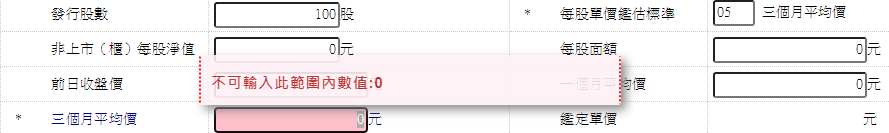 發行股數 100 股 * 每股單價鑑估標準 05 三個月平均價
非上市（櫃）每股淨值 0 元 每股面額 0 元
不可輸入此範圍內數值:0
前日收盤價 一個月平均價 0 元
* 三個月平均價 0 元 鑑定單價 元